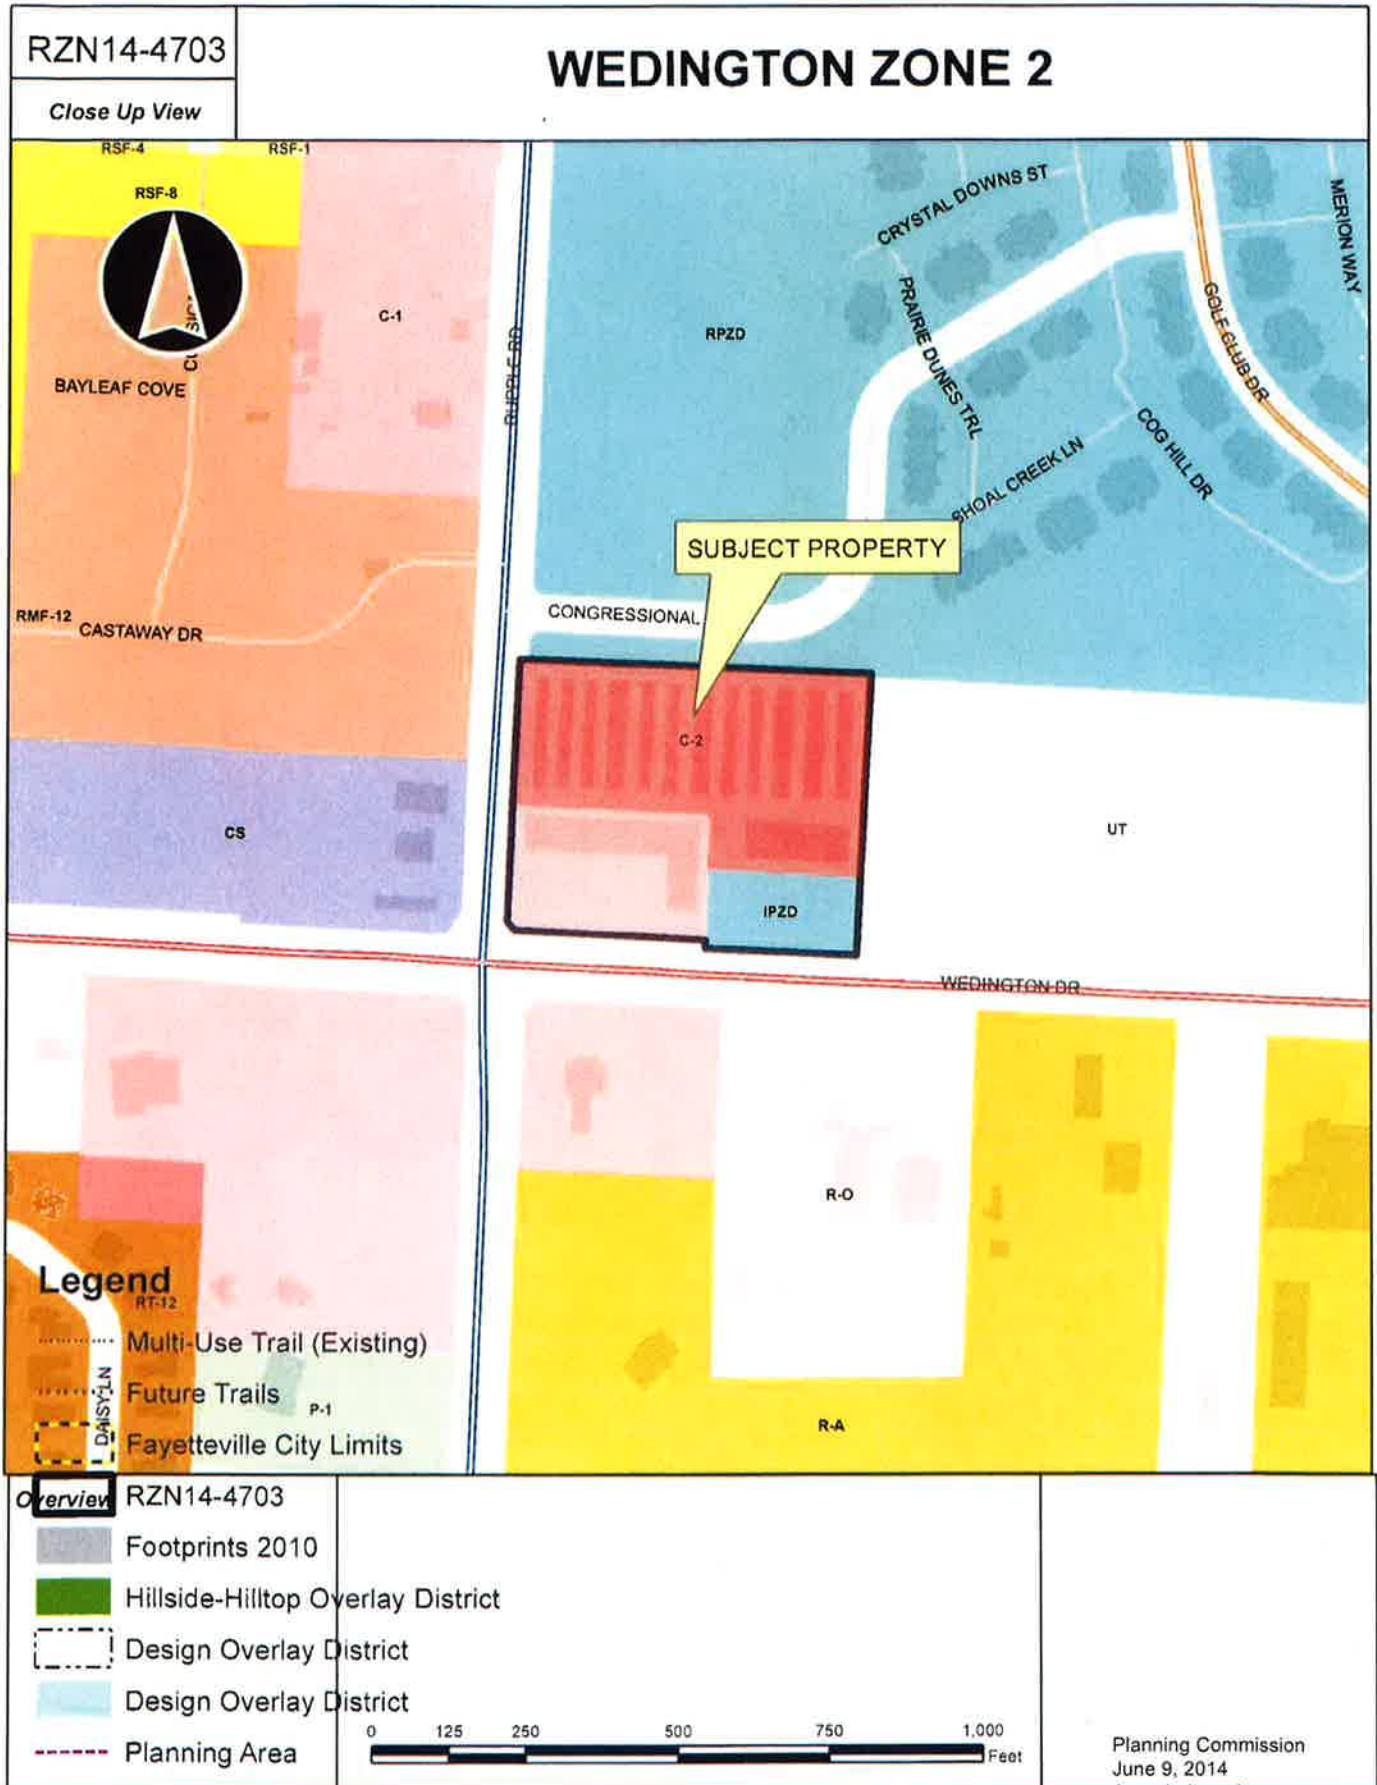 RZN14-4703
WEDINGTON ZONE 2
Close Up View
RSF-4
RSF-1
RSF-8
C-1
BAYLEAF COVE
RUPPLE RD
RPZD
CRYSTAL DOWNS ST
PRAIRIE DUNES TRL
MERION WAY
GOLF CLUB DR
COG HILL DR
SHOAL CREEK LN
SUBJECT PROPERTY
CONGRESSIONAL
RMF-12
CASTAWAY DR
C-2
CS
UT
IPZD
WEDINGTON DR
R-O
R-A
Legend
RT-12
Multi-Use Trail (Existing)
Future Trails
P-1
DAISY LN
Fayetteville City Limits
Overview
RZN14-4703
Footprints 2010
Hillside-Hilltop Overlay District
Design Overlay District
Design Overlay District
Planning Area
0 125 250 500 750 1,000
Feet
Planning Commission
June 9, 2014